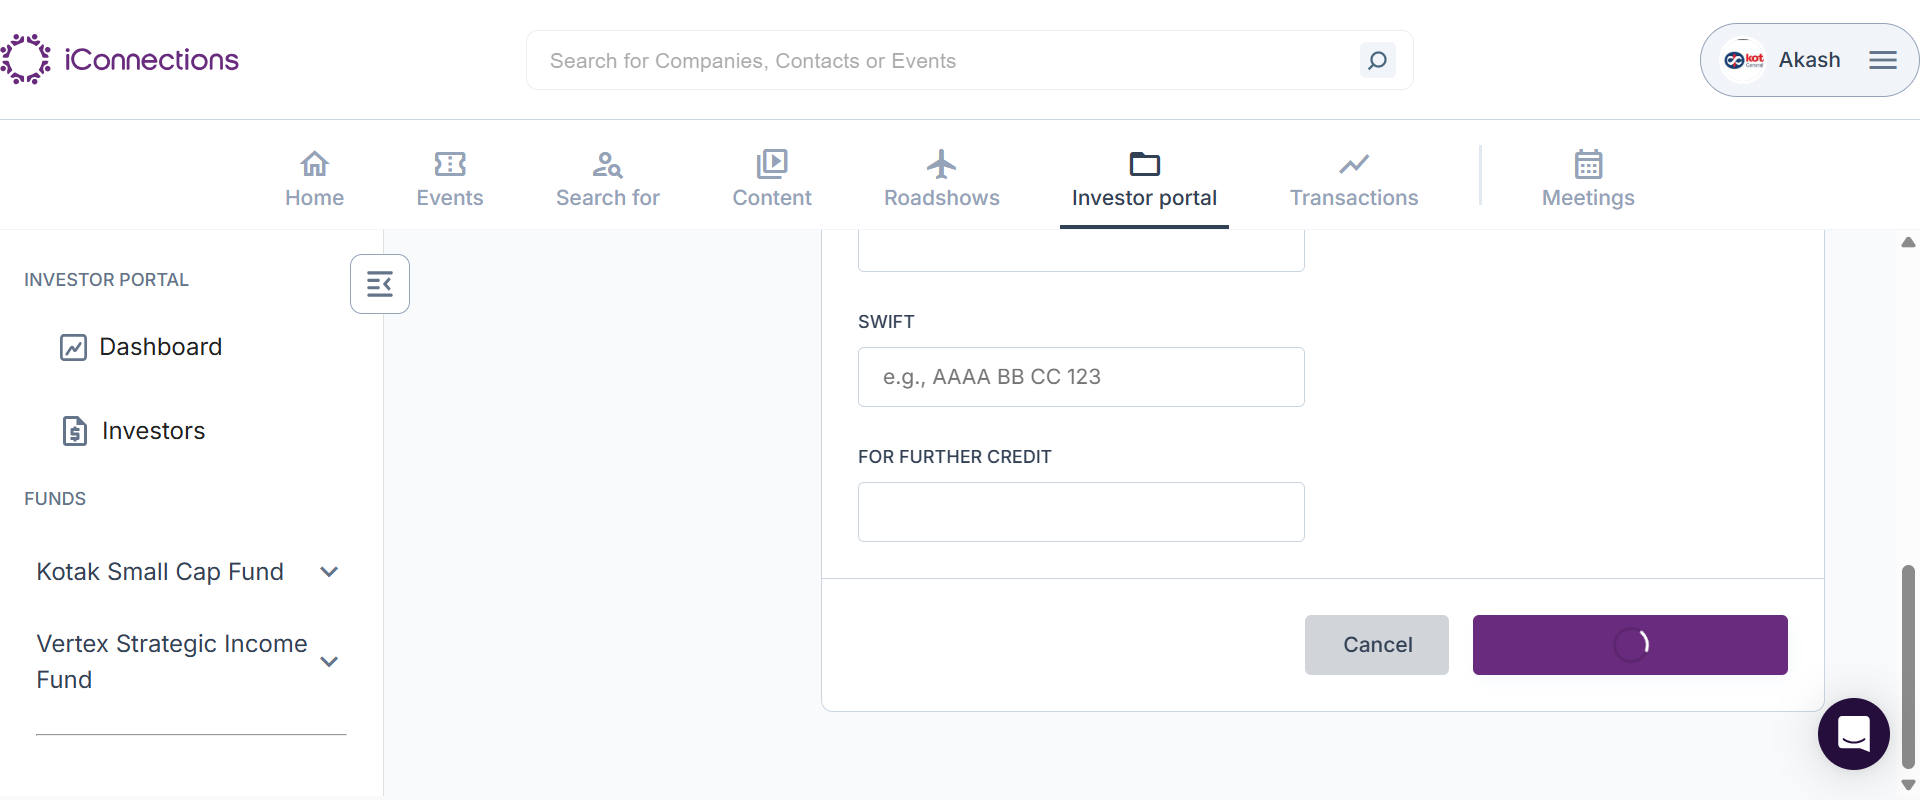 iConnections
Search for Companies, Contacts or Events
kot
General
Akash
Home
Events
Search for
Content
Roadshows
Investor portal
Transactions
Meetings
INVESTOR PORTAL
Dashboard
Investors
FUNDS
Kotak Small Cap Fund
Vertex Strategic Income
Fund
SWIFT
e.g., AAAA BB CC 123
FOR FURTHER CREDIT
Cancel